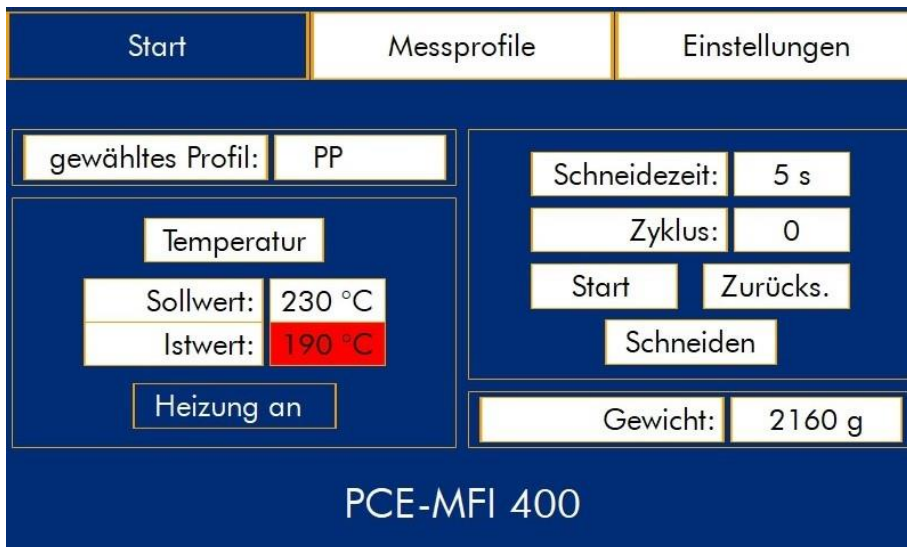 Start Messprofile Einstellungen
gewähltes Profil: PP
Temperatur
Sollwert: 230 °C
Istwert: 190 °C
Heizung an
Schneidezeit: 5 s
Zyklus: 0
Start Zurücks.
Schneiden
Gewicht: 2160 g
PCE-MFI 400